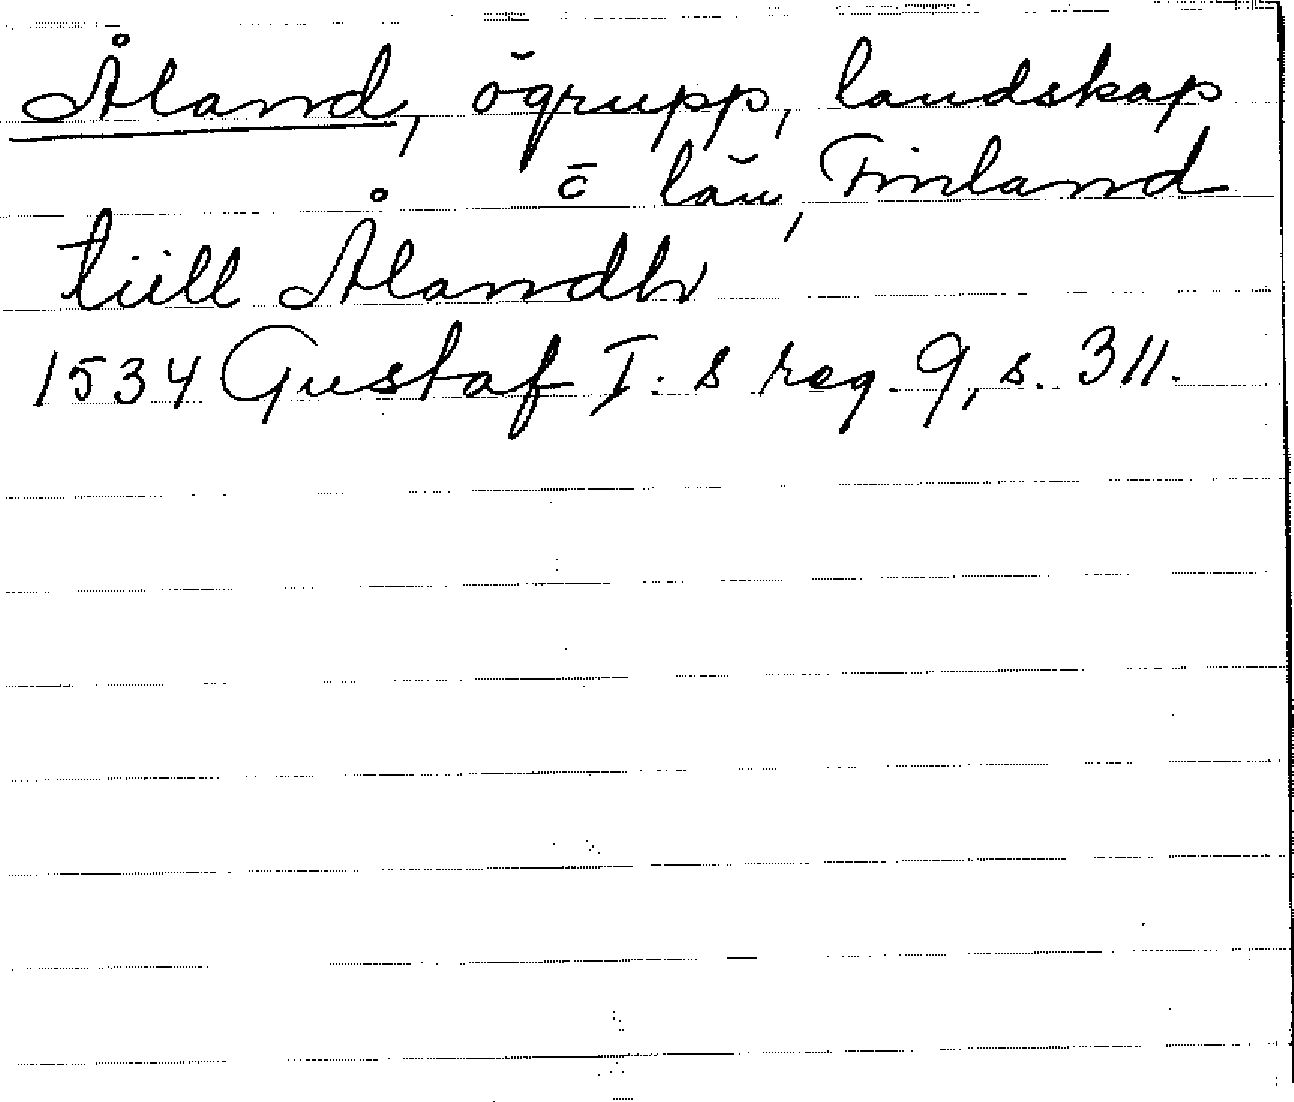 Åland, ögrupp, landskap
o län, Finland
tiill Ålandh
1534 Gustaf I:s reg. 9, s. 311.